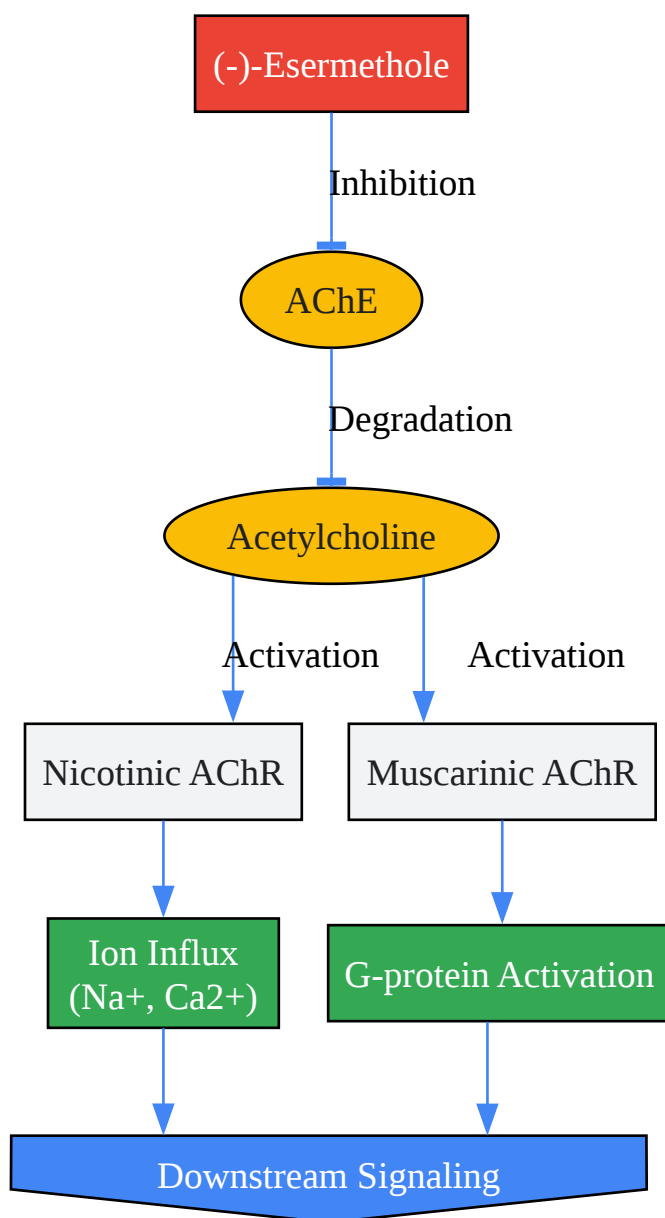 (-)-Esermethole
Inhibition
AChE
Degradation
Acetylcholine
Activation
Activation
Nicotinic AChR
Muscarinic AChR
Ion Influx
(Na+, Ca2+)
G-protein Activation
Downstream Signaling